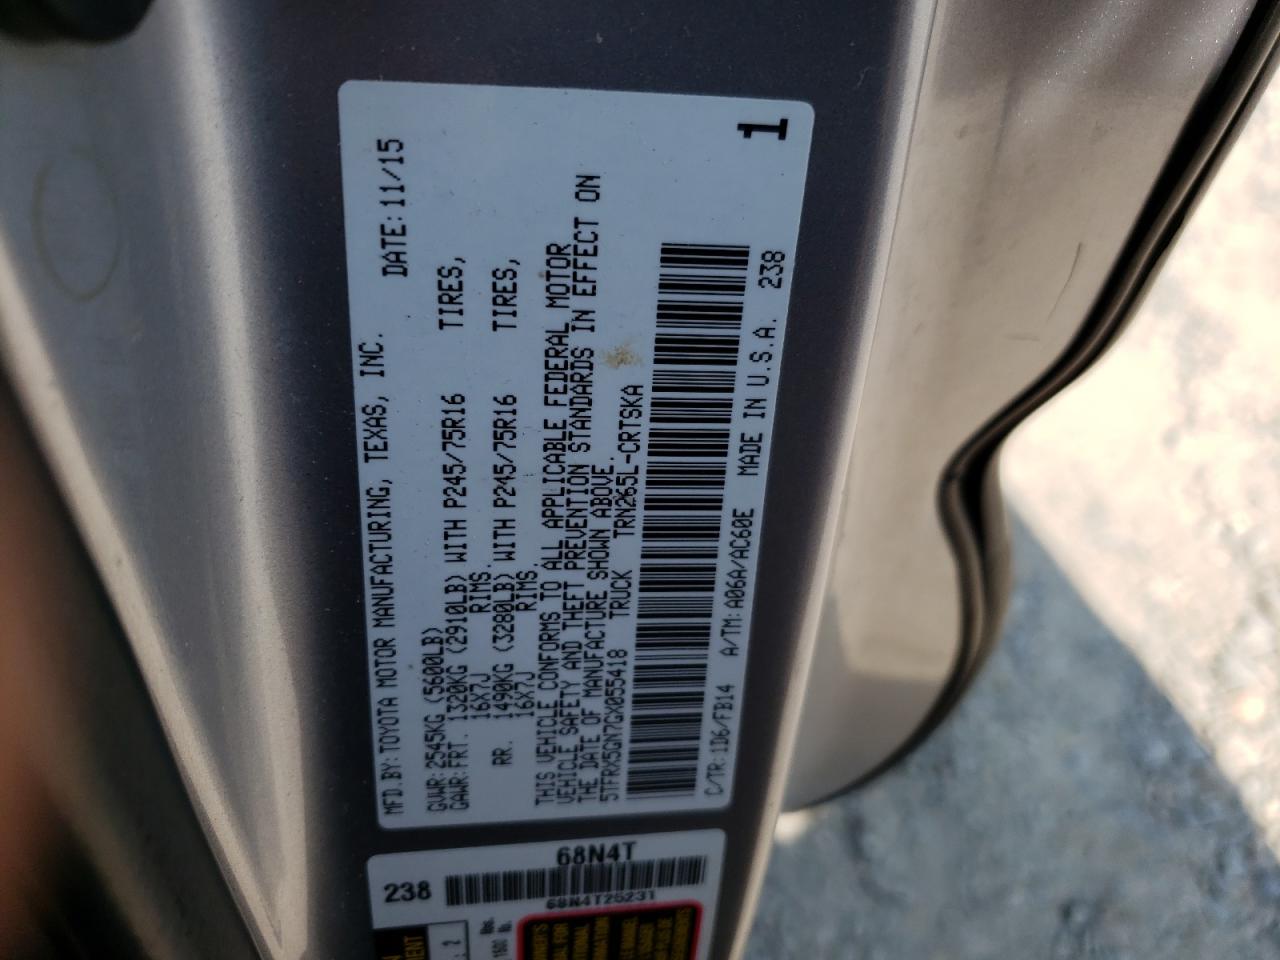 MFD.BY: TOYOTA MOTOR MANUFACTURING, TEXAS, INC. DATE: 11/15
GVWR: 2545KG (5600LB)
GAWR: FRT. 1320KG (2910LB) WITH P245/75R16 TIRES,
16X7J RIMS.
RR. 1490KG (3280LB) WITH P245/75R16 TIRES,
16X7J RIMS.
THIS VEHICLE CONFORMS TO ALL APPLICABLE FEDERAL MOTOR
VEHICLE SAFETY AND THEFT PREVENTION STANDARDS IN EFFECT ON
THE DATE OF MANUFACTURE SHOWN ABOVE.
5TFRX5GN7GX055418 TRUCK TRN265L-CRTSKA
C/TR: 1D6/FB14 A/TM: A06A/AC60E MADE IN U.S.A. 238
1
238
68N4T
68N4T25231